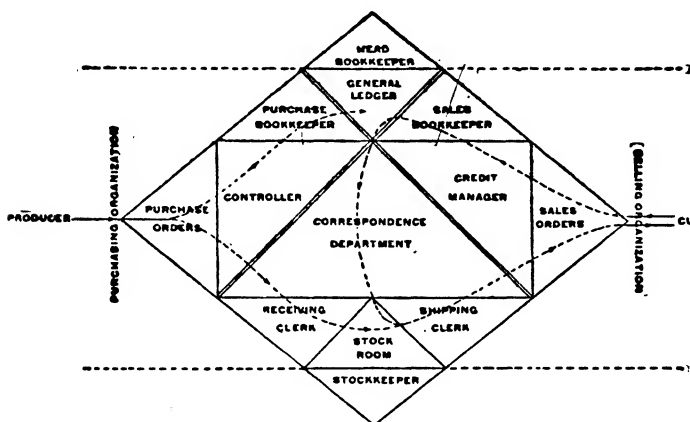 HEAD
BOOKKEEPER
GENERAL
LEDGER
PURCHASE
BOOKKEEPER
SALES
BOOKKEEPER
CONTROLLER
CREDIT
MANAGER
PRODUCER
PURCHASING ORGANIZATION
PURCHASE
ORDERS
CORRESPONDENCE
DEPARTMENT
SALES
ORDERS
SELLING ORGANIZATION
CU
RECEIVING
CLERK
SHIPPING
CLERK
STOCK
ROOM
STOCKKEEPER